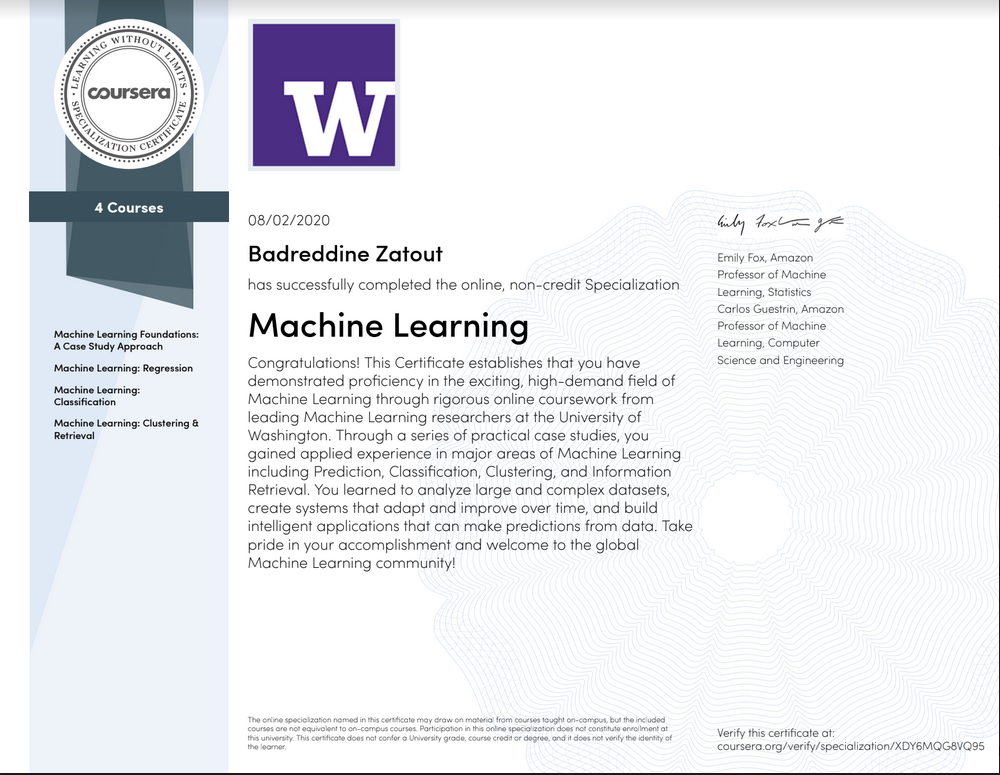 LEARNING WITHOUT LIMITS
coursera
SPECIALIZATION CERTIFICATE
4 Courses
Machine Learning Foundations:
A Case Study Approach
Machine Learning: Regression
Machine Learning:
Classification
Machine Learning: Clustering &
Retrieval
W
08/02/2020
Badreddine Zatout
has successfully completed the online, non-credit Specialization
Machine Learning
Congratulations! This Certificate establishes that you have
demonstrated proficiency in the exciting, high-demand field of
Machine Learning through rigorous online coursework from
leading Machine Learning researchers at the University of
Washington. Through a series of practical case studies, you
gained applied experience in major areas of Machine Learning
including Prediction, Classification, Clustering, and Information
Retrieval. You learned to analyze large and complex datasets,
create systems that adapt and improve over time, and build
intelligent applications that can make predictions from data. Take
pride in your accomplishment and welcome to the global
Machine Learning community!
Emily Fox, Amazon
Professor of Machine
Learning, Statistics
Carlos Guestrin, Amazon
Professor of Machine
Learning, Computer
Science and Engineering
The online specialization named in this certificate may draw on material from courses taught on-campus, but the included
courses are not equivalent to on-campus courses. Participation in this online specialization does not constitute enrollment at
this university. This certificate does not confer a University grade, course credit or degree, and it does not verify the identity of
the learner.
Verify this certificate at:
coursera.org/verify/specialization/XDY6MQG8VQ95